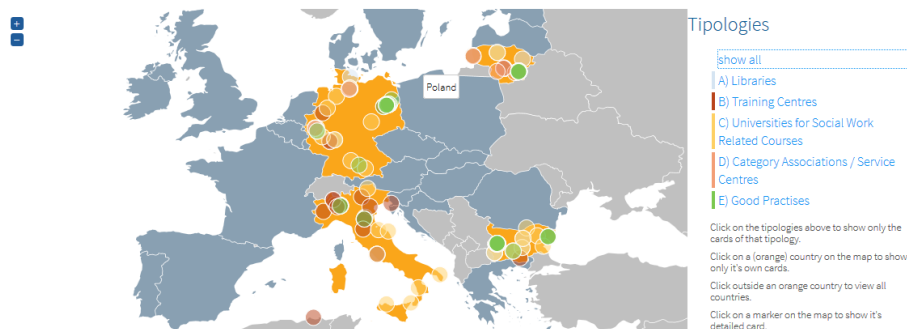 +
−
Poland
Tipologies
show all
A) Libraries
B) Training Centres
C) Universities for Social Work
Related Courses
D) Category Associations / Service
Centres
E) Good Practises
Click on the tipologies above to show only the
cards of that tipology.
Click on a (orange) country on the map to show
only it's own cards.
Click outside an orange country to view all
countries.
Click on a marker on the map to show it's
detailed card.